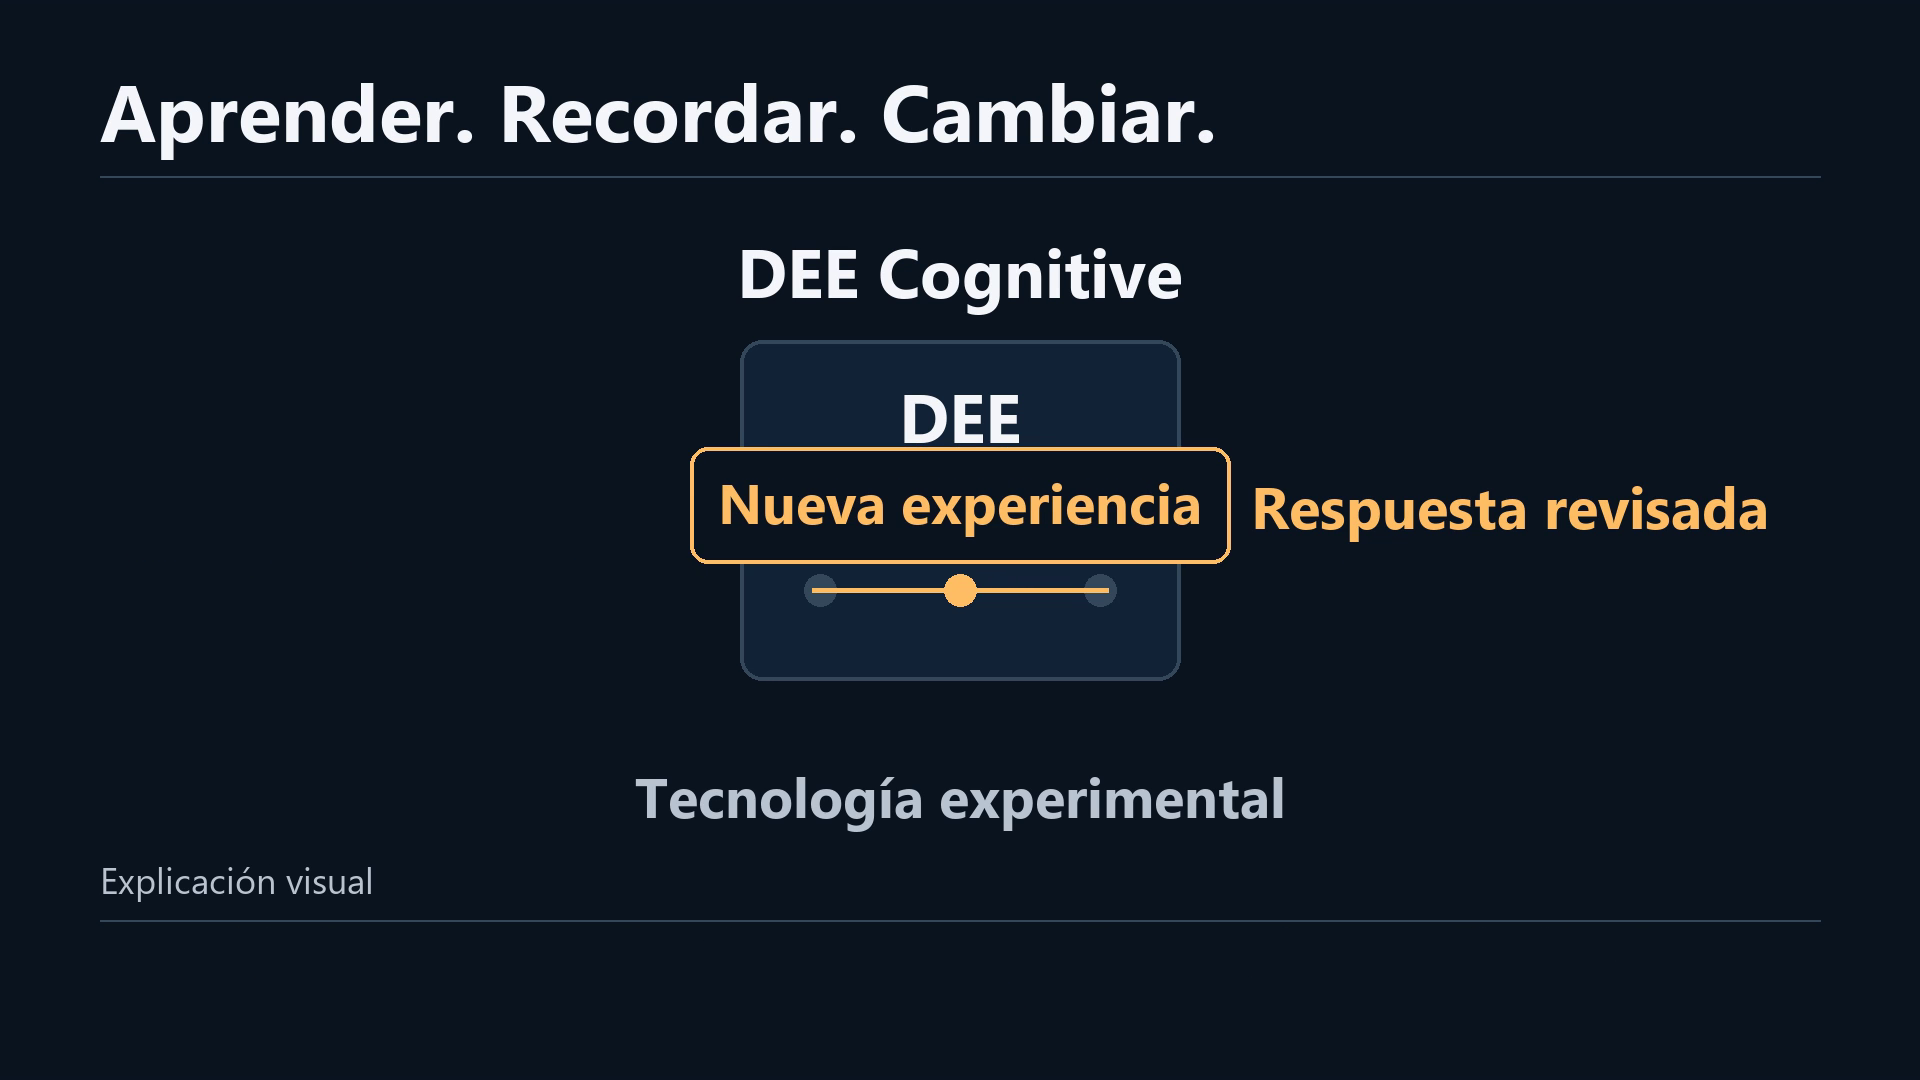 Aprender. Recordar. Cambiar.
DEE Cognitive
DEE
Nueva experiencia
Respuesta revisada
Tecnología experimental
Explicación visual